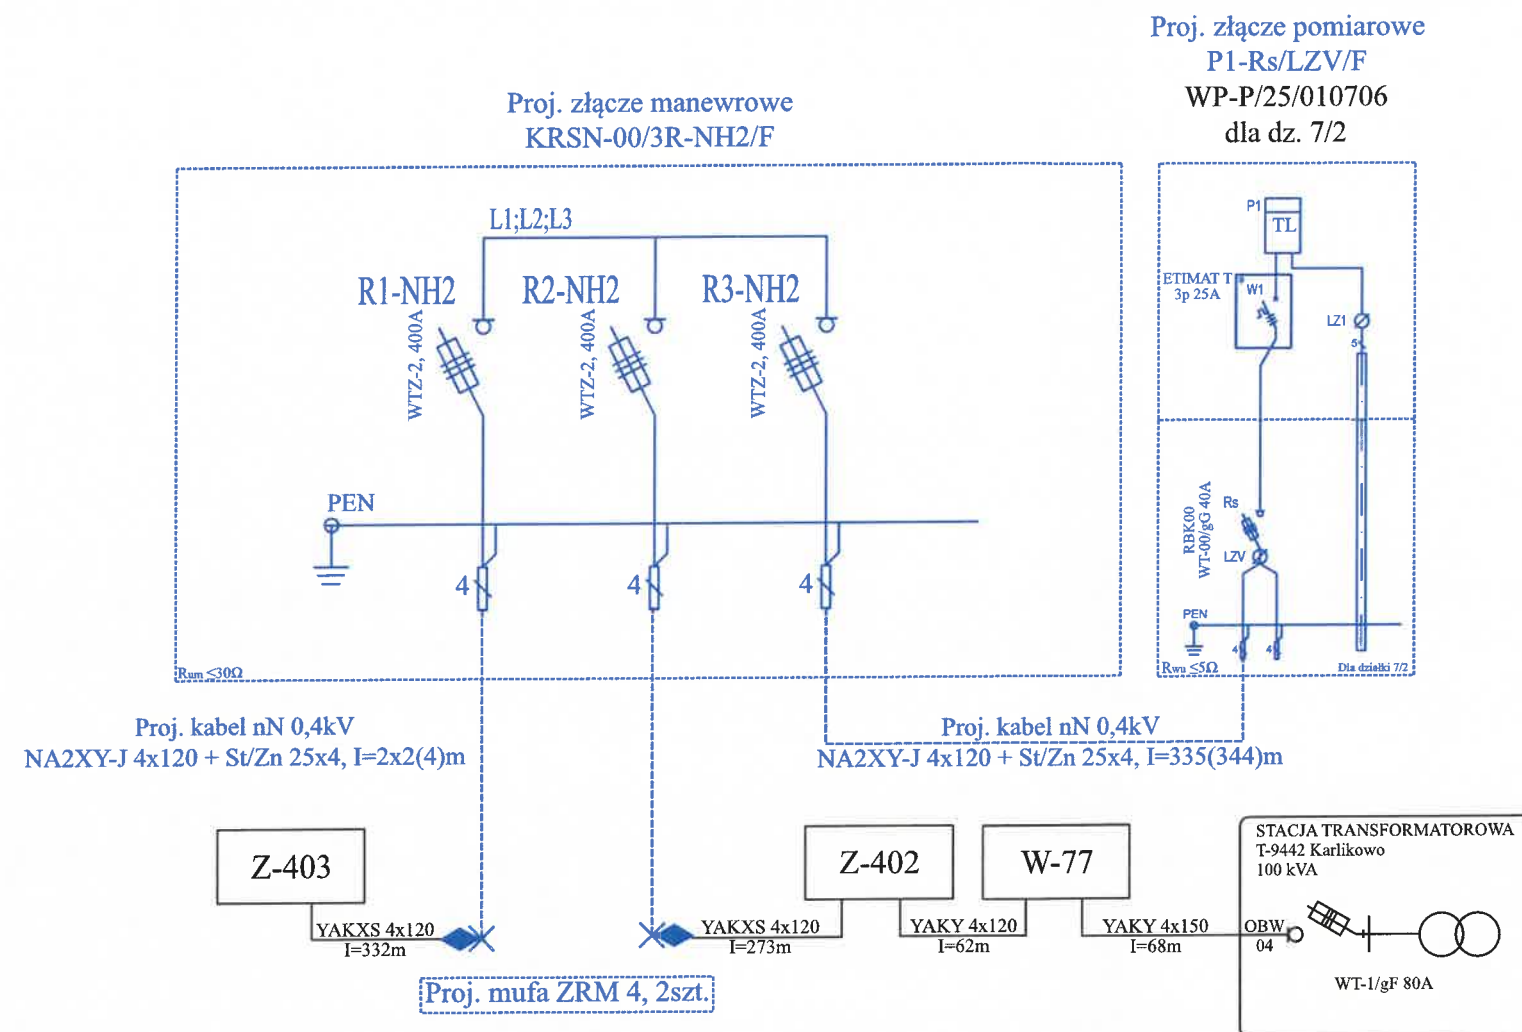 Proj. złącze pomiarowe
P1-Rs/LZV/F
WP-P/25/010706
dla dz. 7/2
Proj. złącze manewrowe
KRSN-00/3R-NH2/F
L1;L2;L3
R1-NH2
R2-NH2
R3-NH2
WTZ-2, 400A
WTZ-2, 400A
WTZ-2, 400A
PEN
4
4
4
Rum ≤30Ω
P1
TL
ETIMAT T
3p 25A
W1
LZ1
5
Rs
RBK00
WT-00/gG 40A
LZV
PEN
4
4
Rwu ≤5Ω
Dla działki 7/2
Proj. kabel nN 0,4kV
NA2XY-J 4x120 + St/Zn 25x4, I=2x2(4)m
Proj. kabel nN 0,4kV
NA2XY-J 4x120 + St/Zn 25x4, I=335(344)m
Z-403
Z-402
W-77
STACJA TRANSFORMATOROWA
T-9442 Karlikowo
100 kVA
YAKXS 4x120
I=332m
YAKXS 4x120
I=273m
YAKY 4x120
I=62m
YAKY 4x150
I=68m
OBW
04
WT-1/gF 80A
Proj. mufa ZRM 4, 2szt.